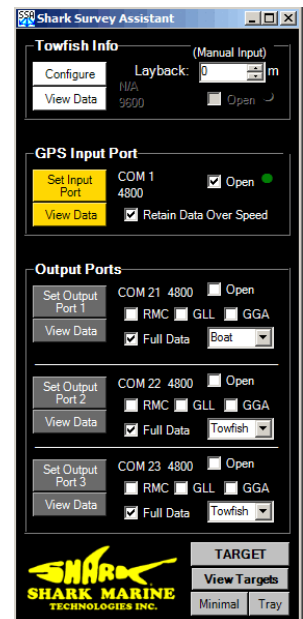 Shark Survey Assistant
Towfish Info
(Manual Input)
Configure
Layback: 0 m
View Data
N/A
9600
Open
GPS Input Port
Set Input Port
COM 1
4800
Open
View Data
Retain Data Over Speed
Output Ports
Set Output Port 1
COM 21 4800
Open
RMC GLL GGA
View Data
Full Data
Boat
Set Output Port 2
COM 22 4800
Open
RMC GLL GGA
View Data
Full Data
Towfish
Set Output Port 3
COM 23 4800
Open
RMC GLL GGA
View Data
Full Data
Towfish
SHARK
SHARK MARINE
TECHNOLOGIES INC.
TARGET
View Targets
Minimal
Tray